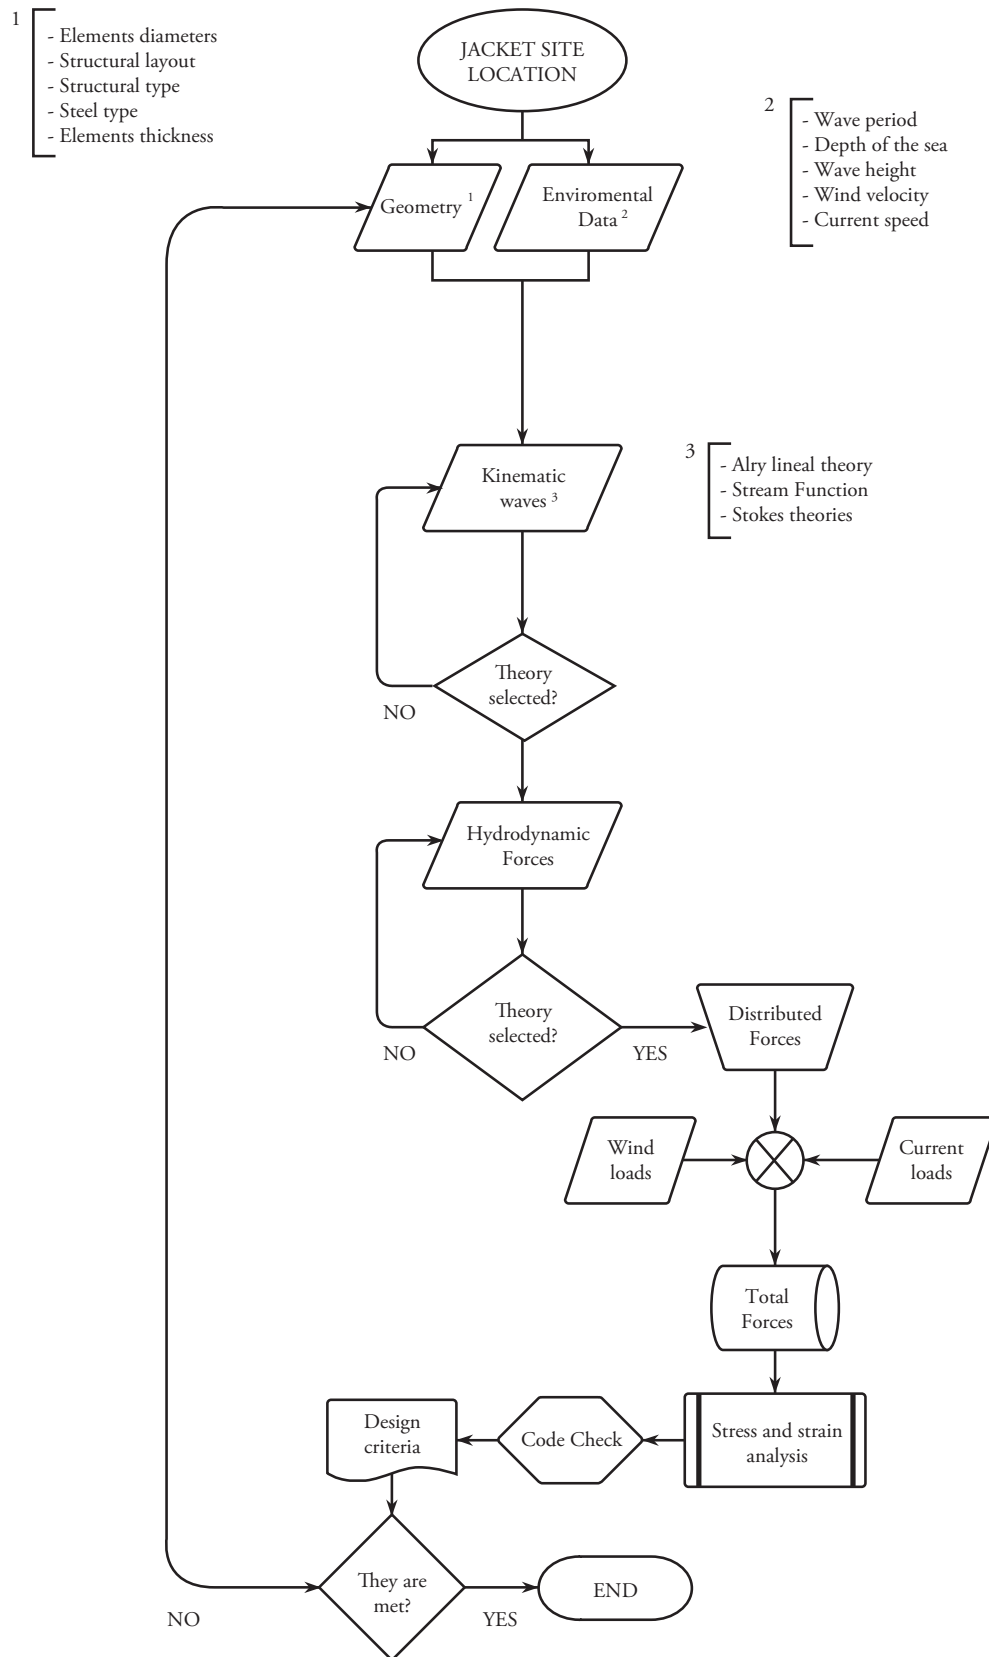 1
- Elements diameters
- Structural layout
- Structural type
- Steel type
- Elements thickness
JACKET SITE
LOCATION
2
- Wave period
- Depth of the sea
- Wave height
- Wind velocity
- Current speed
Geometry 1
Enviromental
Data 2
Kinematic
waves 3
3
- Alry lineal theory
- Stream Function
- Stokes theories
Theory
selected?
NO
Hydrodynamic
Forces
Theory
selected?
NO
YES
Distributed
Forces
Wind
loads
Current
loads
Total
Forces
Stress and strain
analysis
Code Check
Design
criteria
They are
met?
NO
YES
END